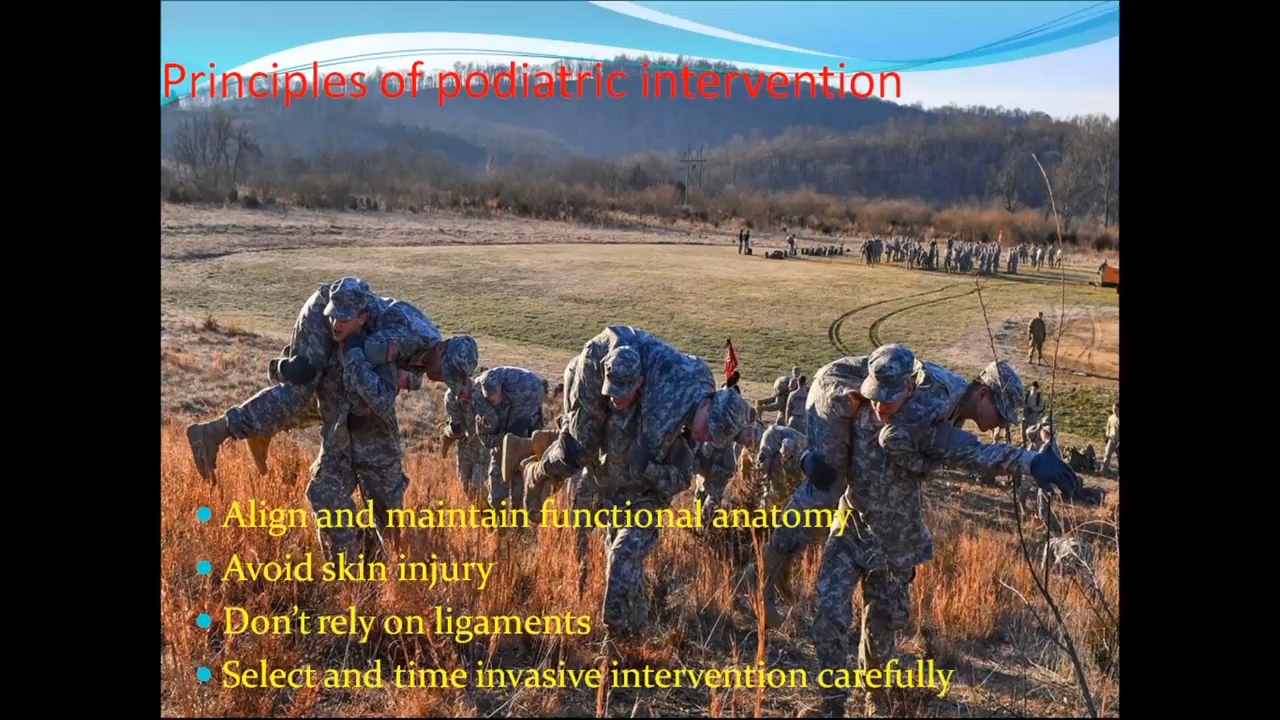 Principles of podiatric intervention
• Align and maintain functional anatomy
• Avoid skin injury
• Don't rely on ligaments
• Select and time invasive intervention carefully